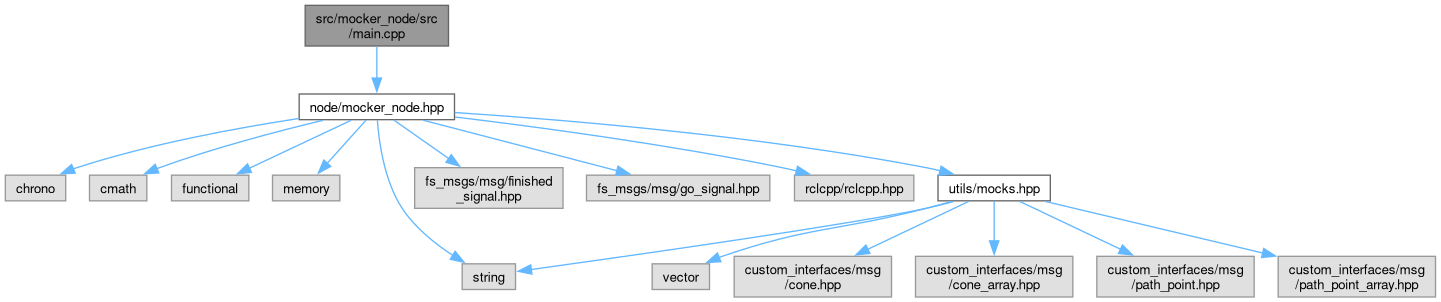 src/mocker_node/src
/main.cpp
node/mocker_node.hpp
chrono
cmath
functional
memory
fs_msgs/msg/finished
_signal.hpp
fs_msgs/msg/go_signal.hpp
rclcpp/rclcpp.hpp
utils/mocks.hpp
string
vector
custom_interfaces/msg
/cone.hpp
custom_interfaces/msg
/cone_array.hpp
custom_interfaces/msg
/path_point.hpp
custom_interfaces/msg
/path_point_array.hpp